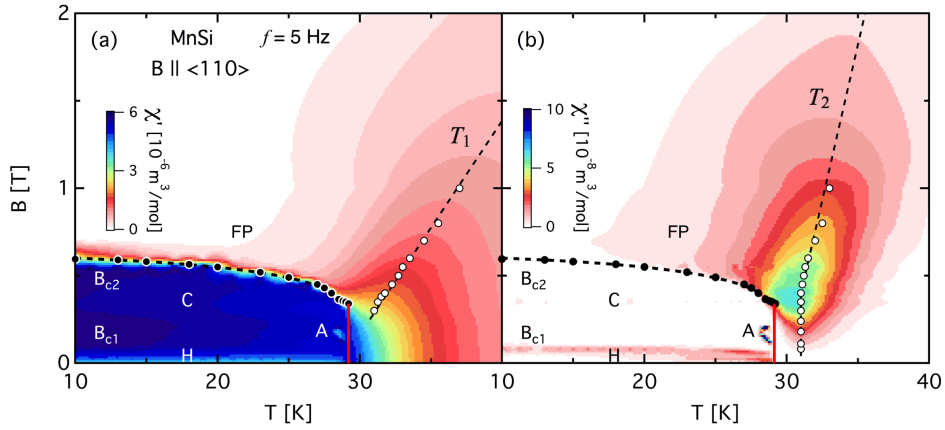 (a) MnSi f = 5 Hz
B || <110>
6
3
0
χ' [10⁻⁶ m³/mol]
T₁
FP
B_c2
C
B_c1
A
H
2
1
0
B [T]
10 20 30
T [K]
(b)
10
5
0
χ'' [10⁻⁸ m³/mol]
T₂
FP
B_c2
C
B_c1
A
H
10 20 30 40
T [K]